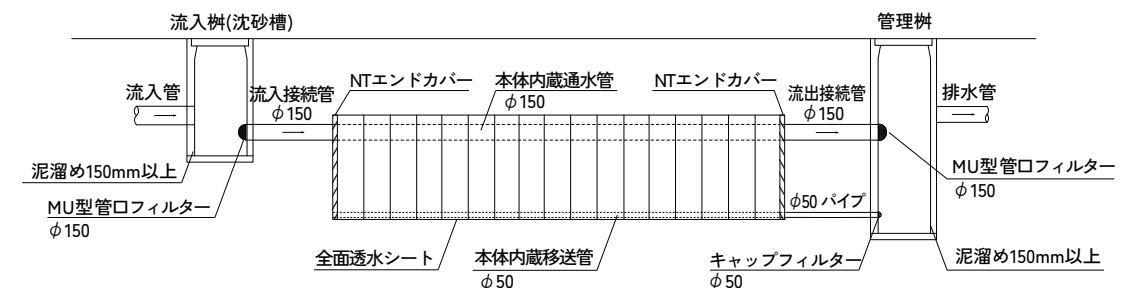 流入桝(沈砂槽)
管理桝
流入管
流入接続管
φ150
NTエンドカバー
本体内蔵通水管
φ150
NTエンドカバー
流出接続管
φ150
排水管
泥溜め150mm以上
MU型管口フィルター
φ150
MU型管口フィルター
φ150
φ50 パイプ
全面透水シート
本体内蔵移送管
φ50
キャップフィルター
φ50
泥溜め150mm以上